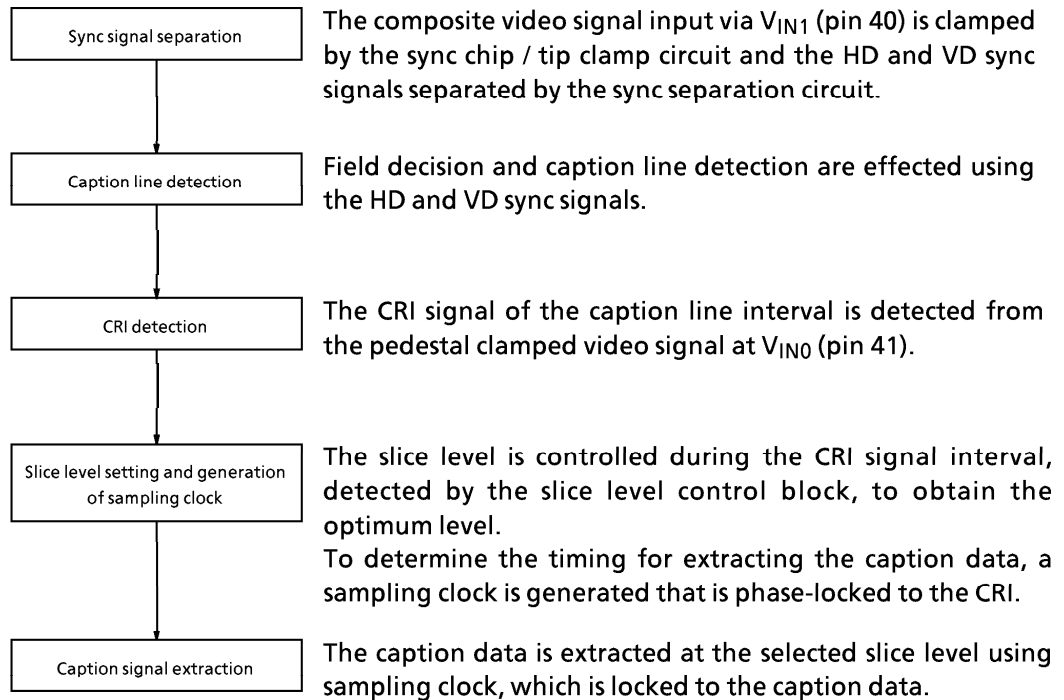 Sync signal separation
The composite video signal input via VIN1 (pin 40) is clamped
by the sync chip / tip clamp circuit and the HD and VD sync
signals separated by the sync separation circuit.
Caption line detection
Field decision and caption line detection are effected using
the HD and VD sync signals.
CRI detection
The CRI signal of the caption line interval is detected from
the pedestal clamped video signal at VIN0 (pin 41).
Slice level setting and generation
of sampling clock
The slice level is controlled during the CRI signal interval,
detected by the slice level control block, to obtain the
optimum level.
To determine the timing for extracting the caption data, a
sampling clock is generated that is phase-locked to the CRI.
Caption signal extraction
The caption data is extracted at the selected slice level using
sampling clock, which is locked to the caption data.